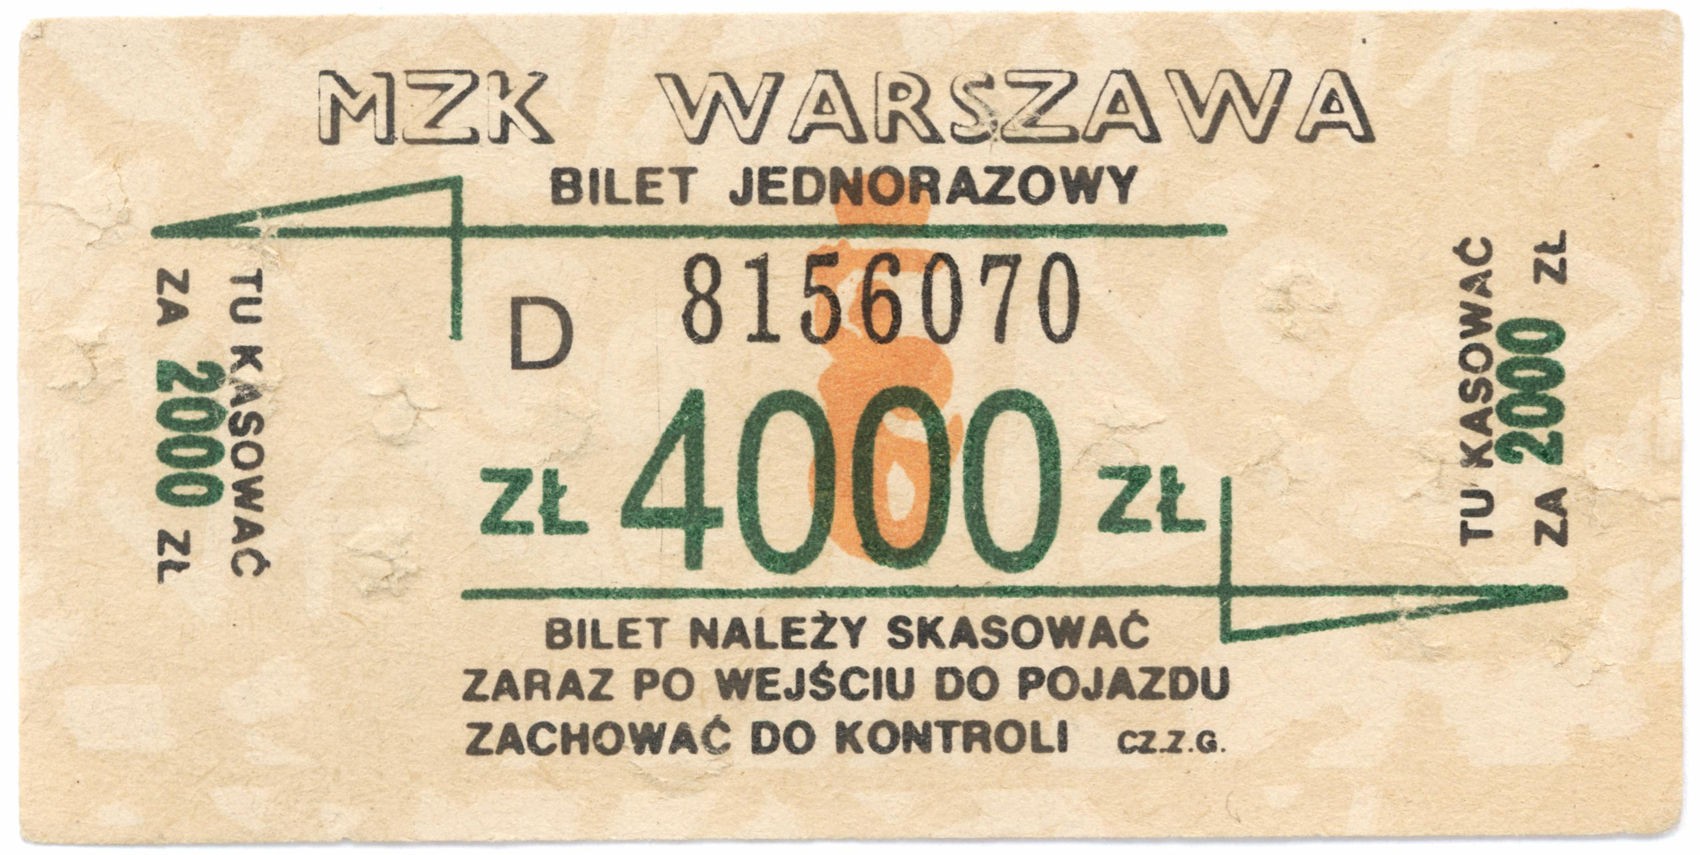 MZK WARSZAWA
BILET JEDNORAZOWY
D 8156070
ZŁ 4000 ZŁ
TU KASOWAĆ
ZA 2000 ZŁ
TU KASOWAĆ
ZA 2000 ZŁ
BILET NALEŻY SKASOWAĆ
ZARAZ PO WEJŚCIU DO POJAZDU
ZACHOWAĆ DO KONTROLI CZ.Z.G.